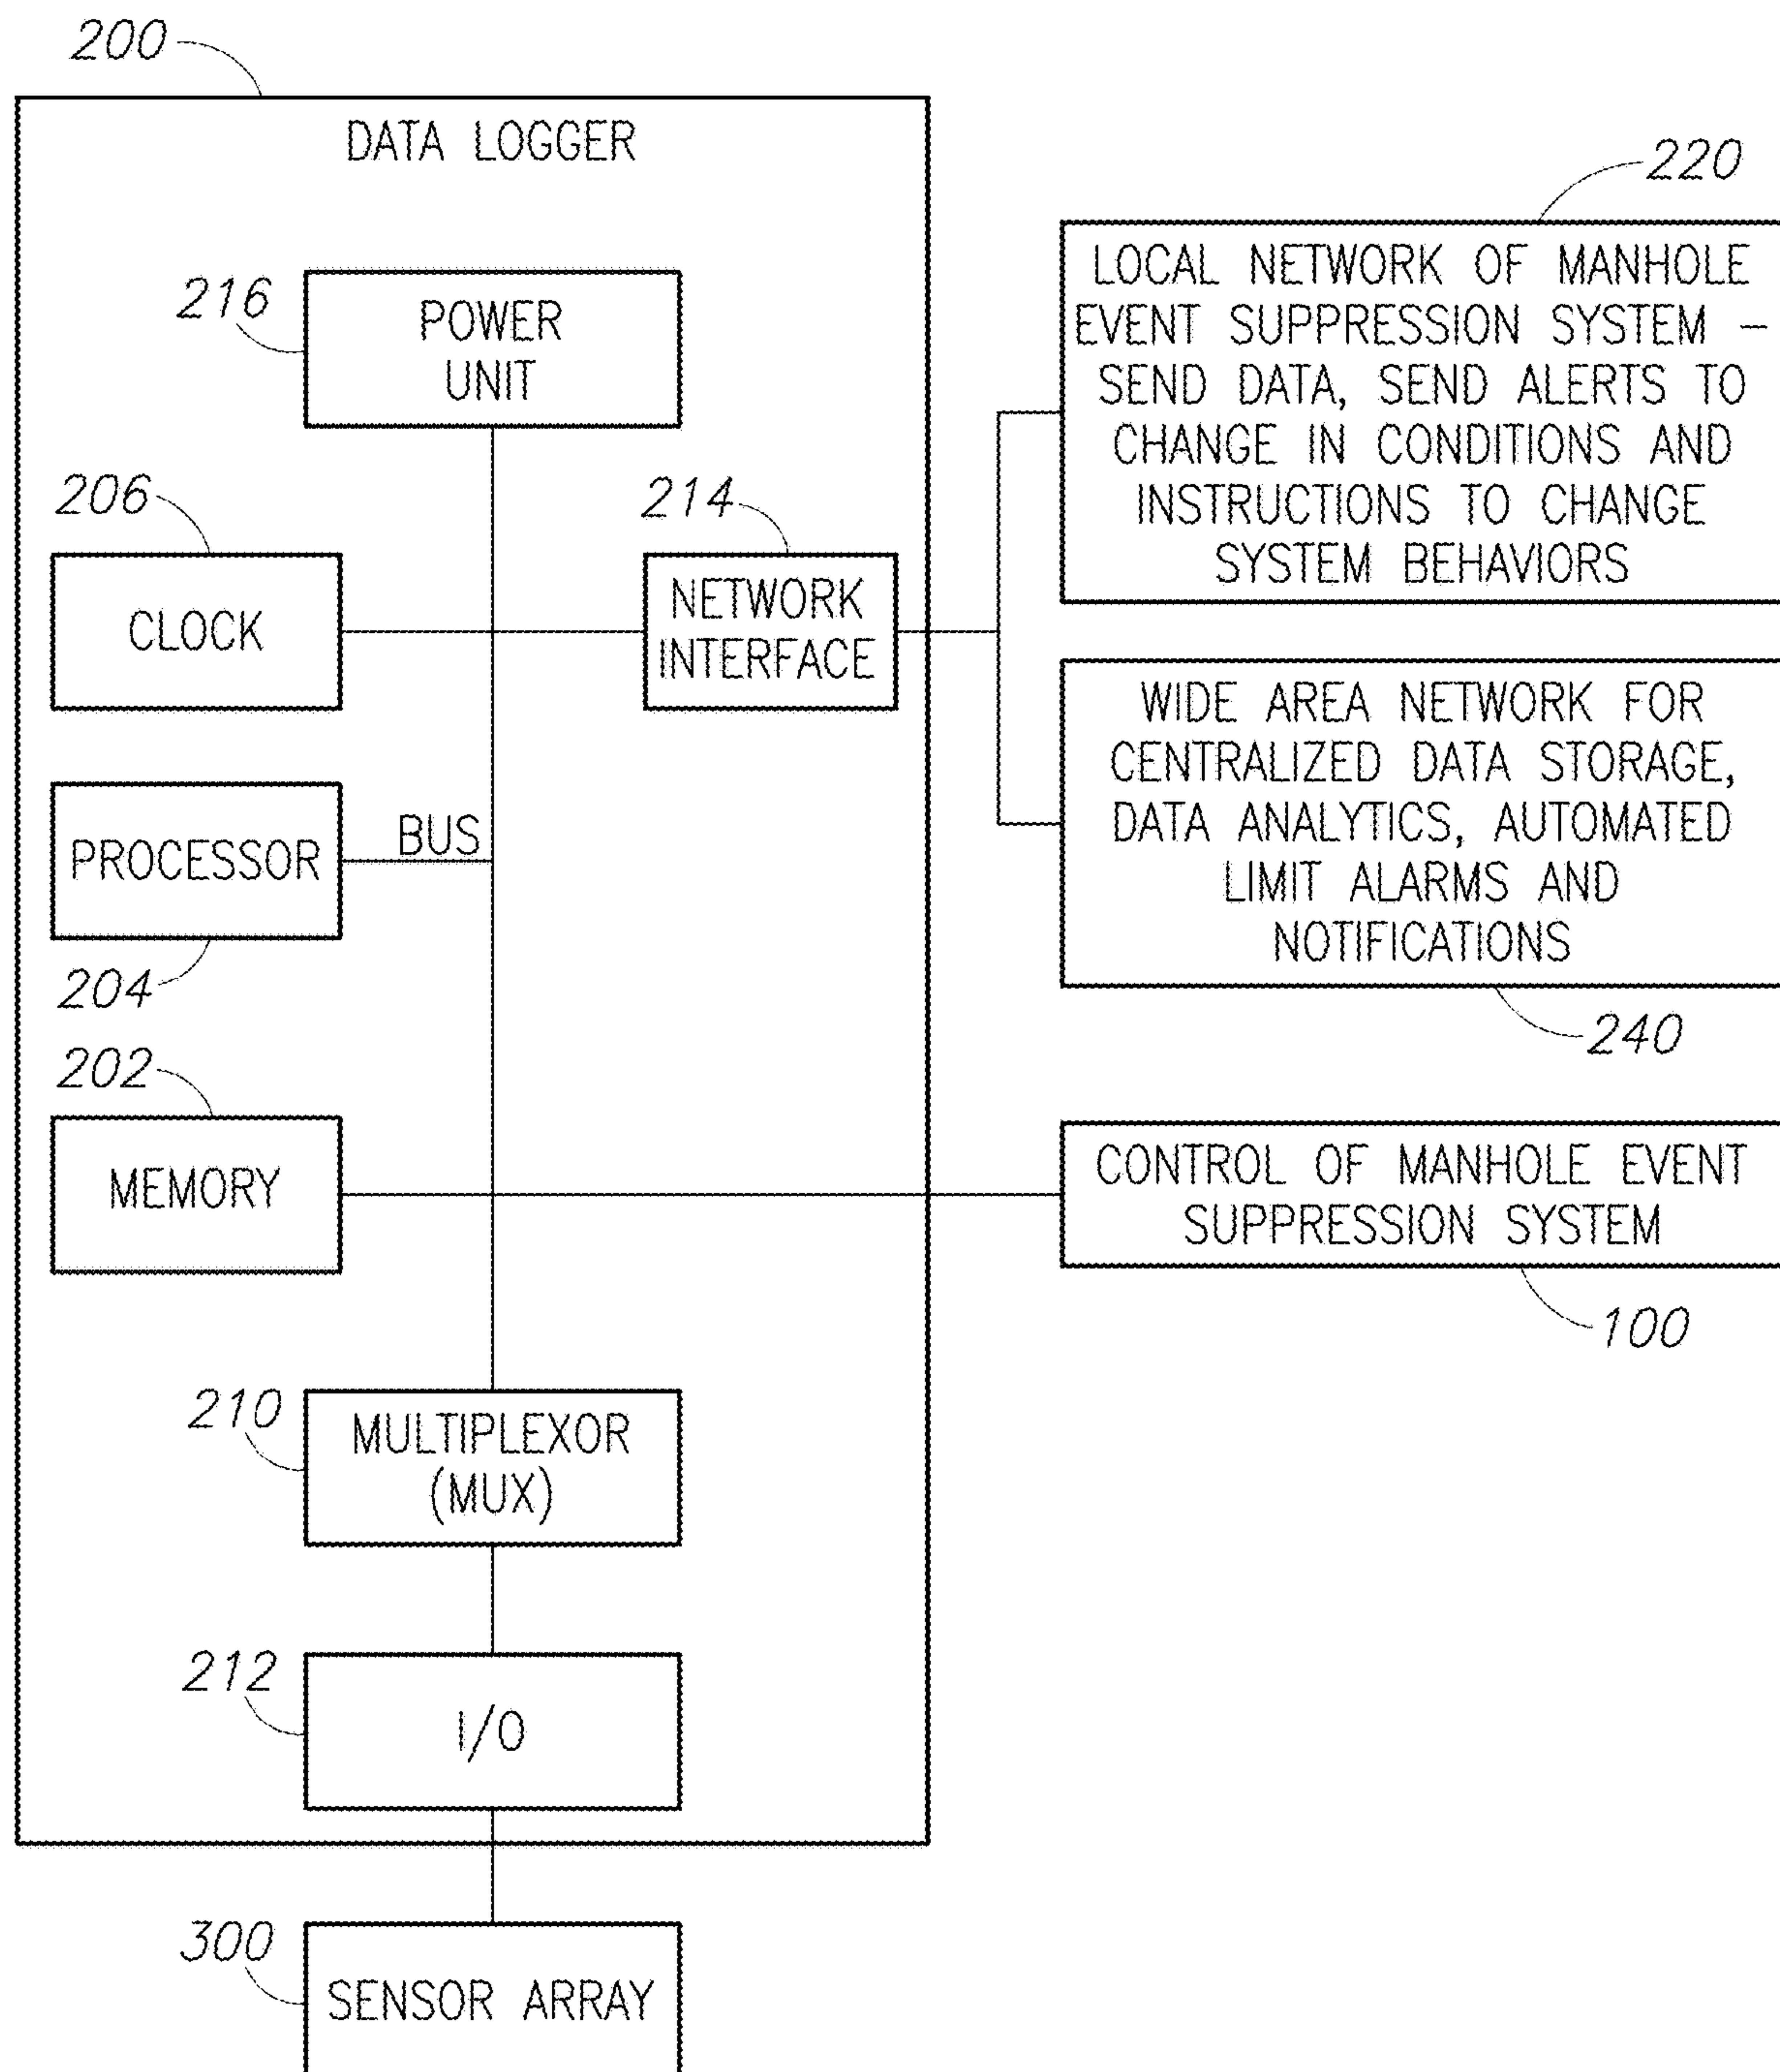 200
DATA LOGGER
220
216
POWER
UNIT
LOCAL NETWORK OF MANHOLE
EVENT SUPPRESSION SYSTEM –
SEND DATA, SEND ALERTS TO
CHANGE IN CONDITIONS AND
INSTRUCTIONS TO CHANGE
SYSTEM BEHAVIORS
206
214
CLOCK
NETWORK
INTERFACE
WIDE AREA NETWORK FOR
CENTRALIZED DATA STORAGE,
DATA ANALYTICS, AUTOMATED
LIMIT ALARMS AND
NOTIFICATIONS
PROCESSOR
BUS
204
240
202
MEMORY
CONTROL OF MANHOLE EVENT
SUPPRESSION SYSTEM
100
210
MULTIPLEXOR
(MUX)
212
I/O
300
SENSOR ARRAY